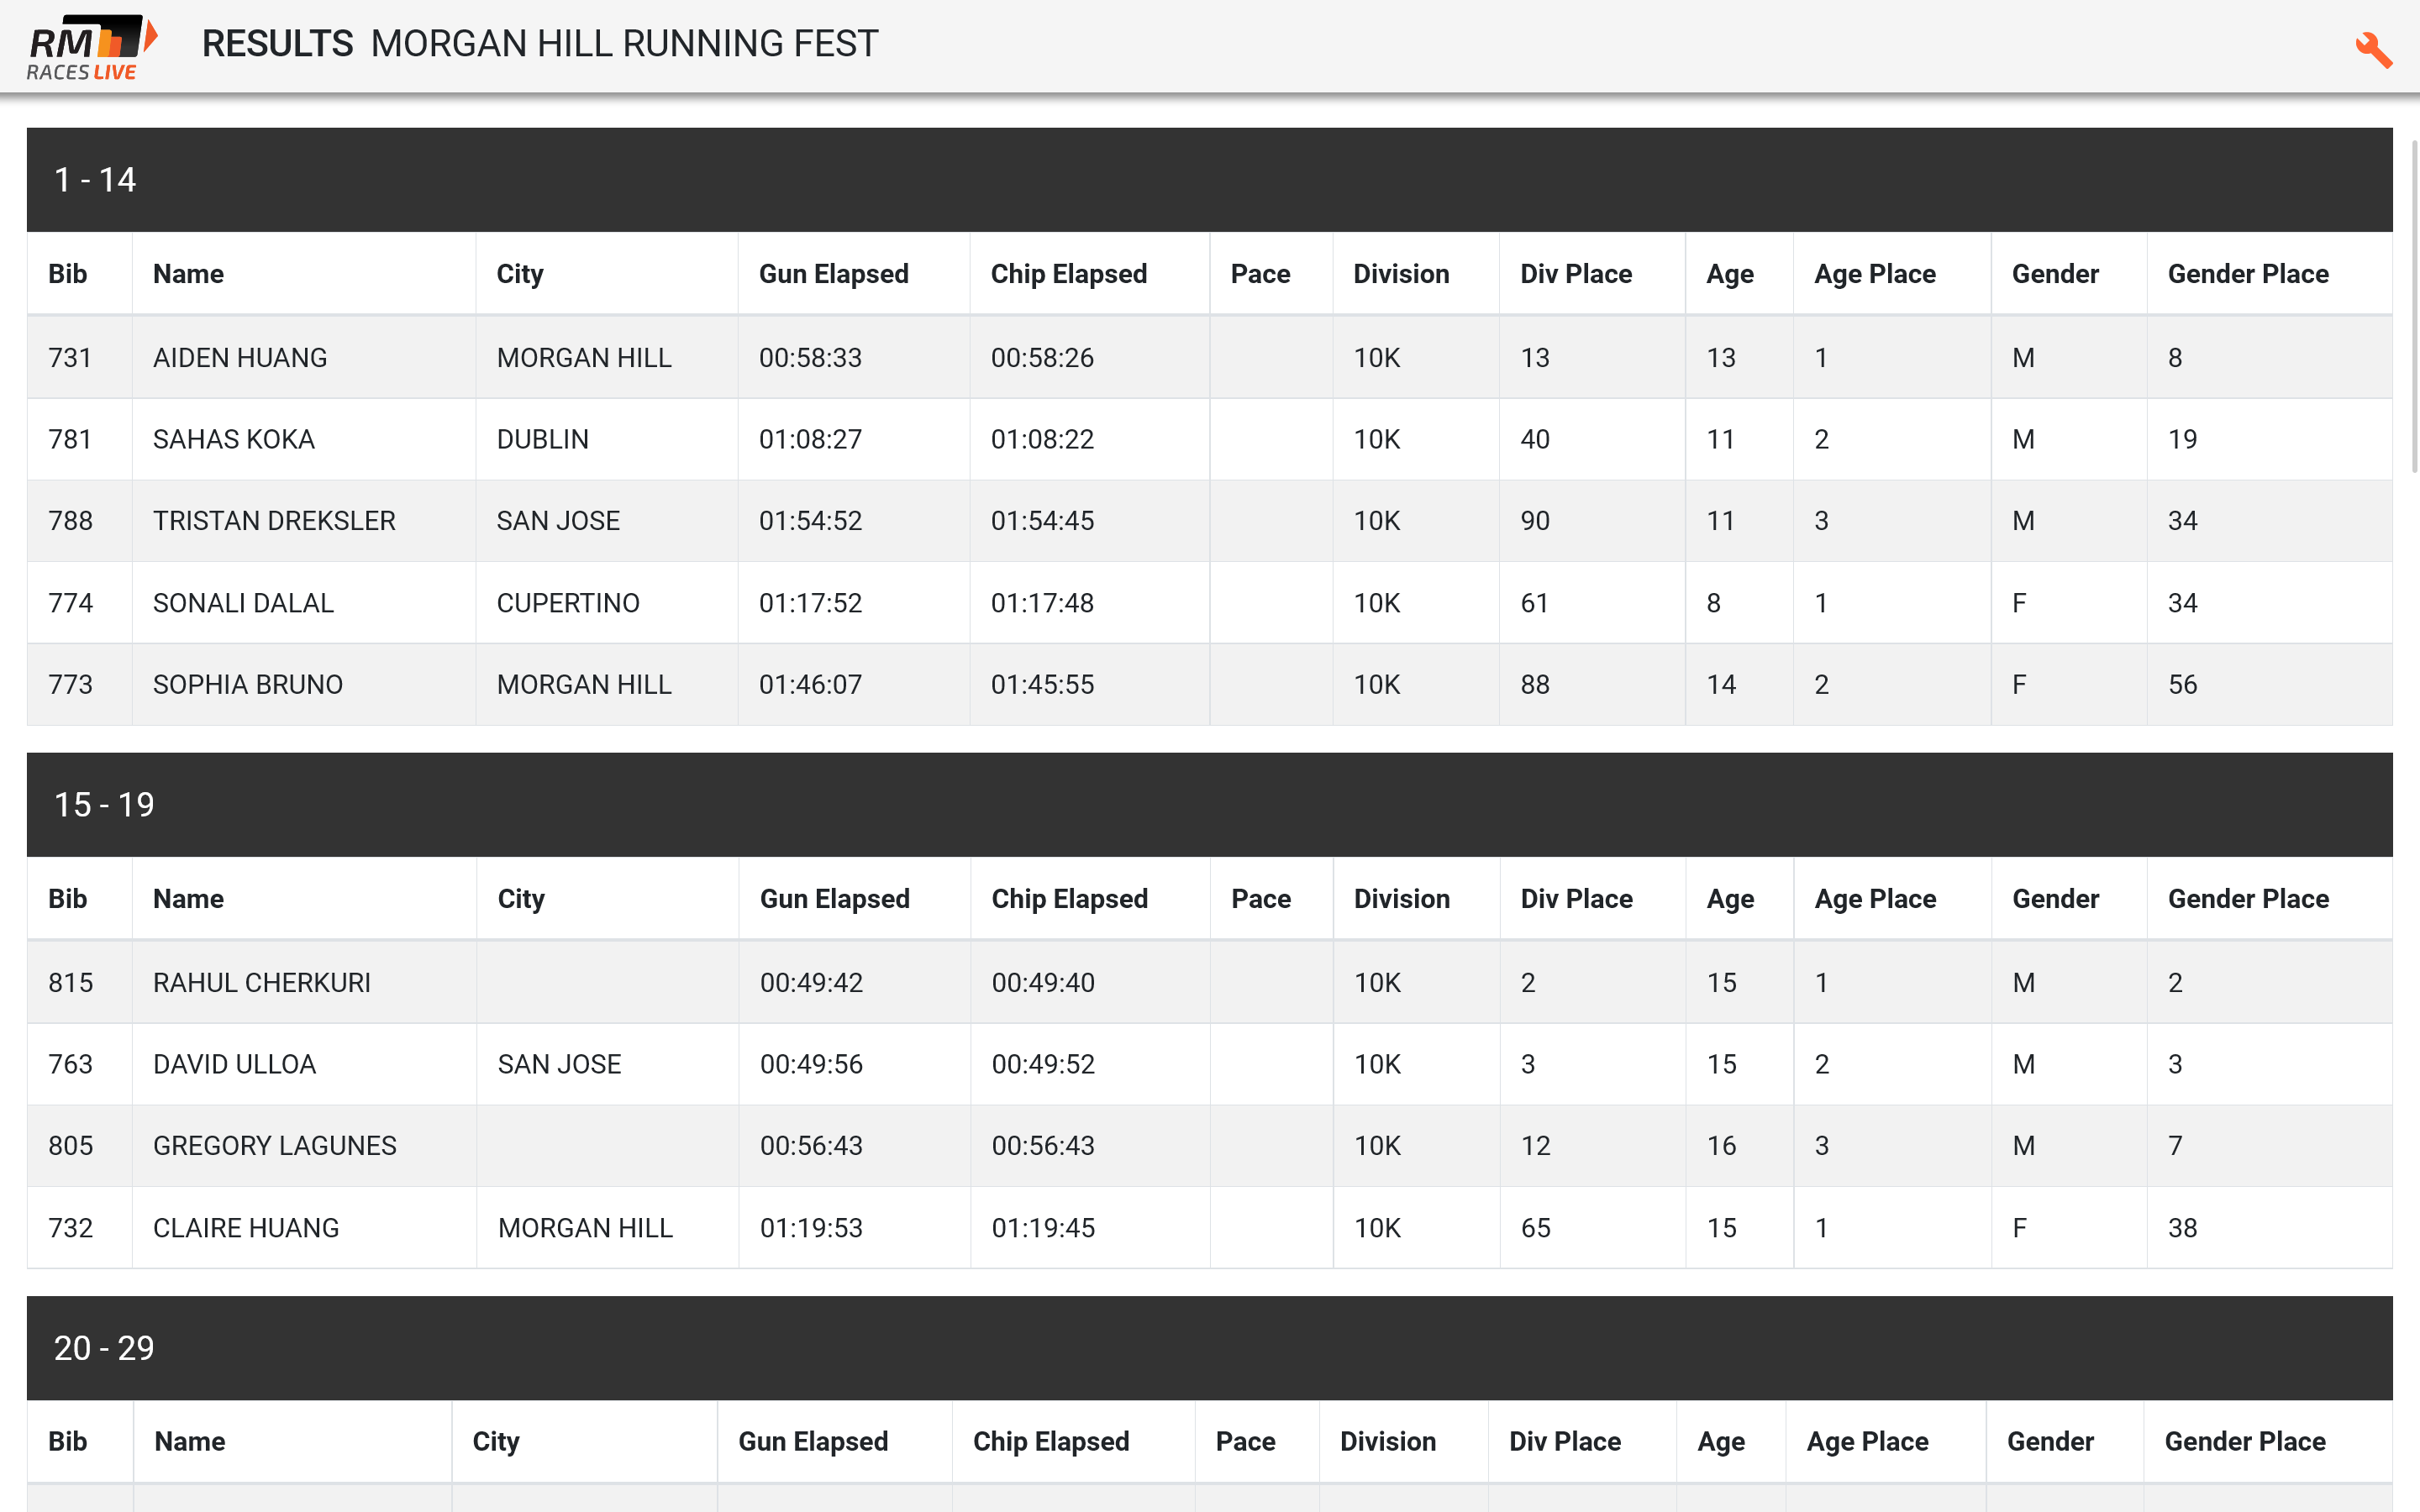 RM
RACES LIVE
RESULTS MORGAN HILL RUNNING FEST
1 - 14
Bib Name City Gun Elapsed Chip Elapsed Pace Division Div Place Age Age Place Gender Gender Place
731 AIDEN HUANG MORGAN HILL 00:58:33 00:58:26 10K 13 13 1 M 8
781 SAHAS KOKA DUBLIN 01:08:27 01:08:22 10K 40 11 2 M 19
788 TRISTAN DREKSLER SAN JOSE 01:54:52 01:54:45 10K 90 11 3 M 34
774 SONALI DALAL CUPERTINO 01:17:52 01:17:48 10K 61 8 1 F 34
773 SOPHIA BRUNO MORGAN HILL 01:46:07 01:45:55 10K 88 14 2 F 56
15 - 19
Bib Name City Gun Elapsed Chip Elapsed Pace Division Div Place Age Age Place Gender Gender Place
815 RAHUL CHERKURI 00:49:42 00:49:40 10K 2 15 1 M 2
763 DAVID ULLOA SAN JOSE 00:49:56 00:49:52 10K 3 15 2 M 3
805 GREGORY LAGUNES 00:56:43 00:56:43 10K 12 16 3 M 7
732 CLAIRE HUANG MORGAN HILL 01:19:53 01:19:45 10K 65 15 1 F 38
20 - 29
Bib Name City Gun Elapsed Chip Elapsed Pace Division Div Place Age Age Place Gender Gender Place